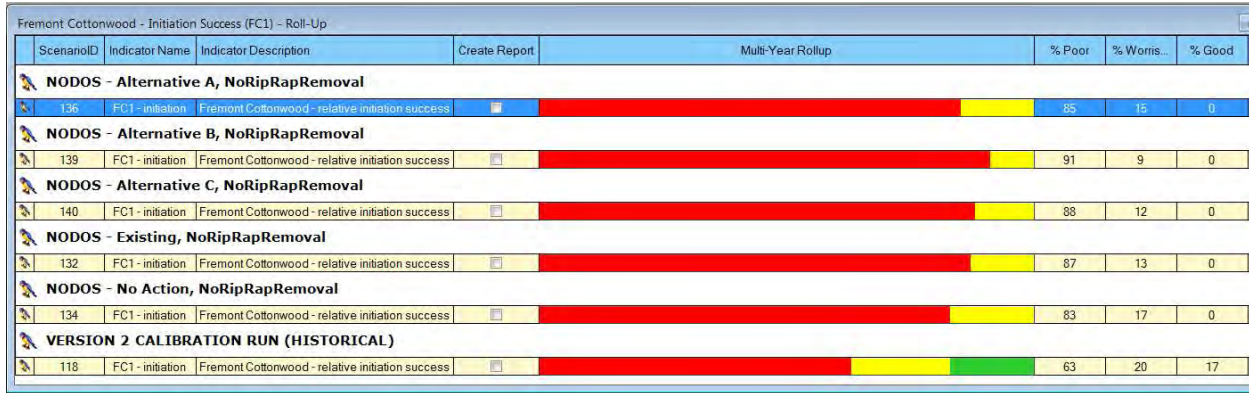 Fremont Cottonwood - Initiation Success (FC1) - Roll-Up
ScenarioID Indicator Name Indicator Description Create Report Multi-Year Rollup % Poor % Worris... % Good
NODOS - Alternative A, NoRipRapRemoval
136 FC1 - initiation Fremont Cottonwood - relative initiation success 85 15 0
NODOS - Alternative B, NoRipRapRemoval
139 FC1 - initiation Fremont Cottonwood - relative initiation success 91 9 0
NODOS - Alternative C, NoRipRapRemoval
140 FC1 - initiation Fremont Cottonwood - relative initiation success 88 12 0
NODOS - Existing, NoRipRapRemoval
132 FC1 - initiation Fremont Cottonwood - relative initiation success 87 13 0
NODOS - No Action, NoRipRapRemoval
134 FC1 - initiation Fremont Cottonwood - relative initiation success 83 17 0
VERSION 2 CALIBRATION RUN (HISTORICAL)
118 FC1 - initiation Fremont Cottonwood - relative initiation success 63 20 17